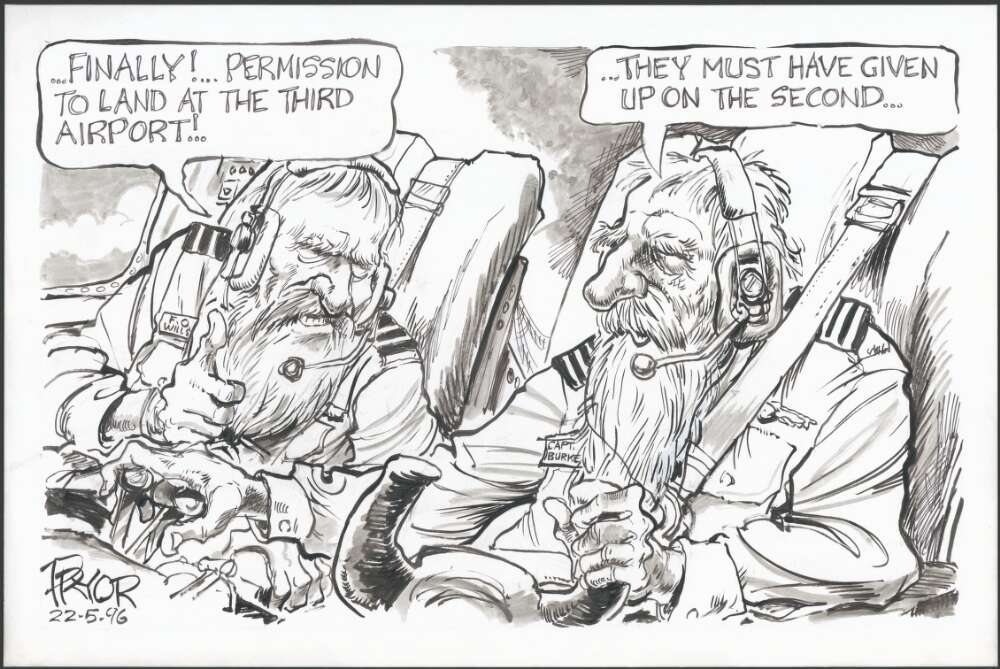 ...FINALLY!... PERMISSION
TO LAND AT THE THIRD
AIRPORT!..
...THEY MUST HAVE GIVEN
UP ON THE SECOND...
F.O.
WILLS
CAPT
BURKE
PRYOR
22-5-96